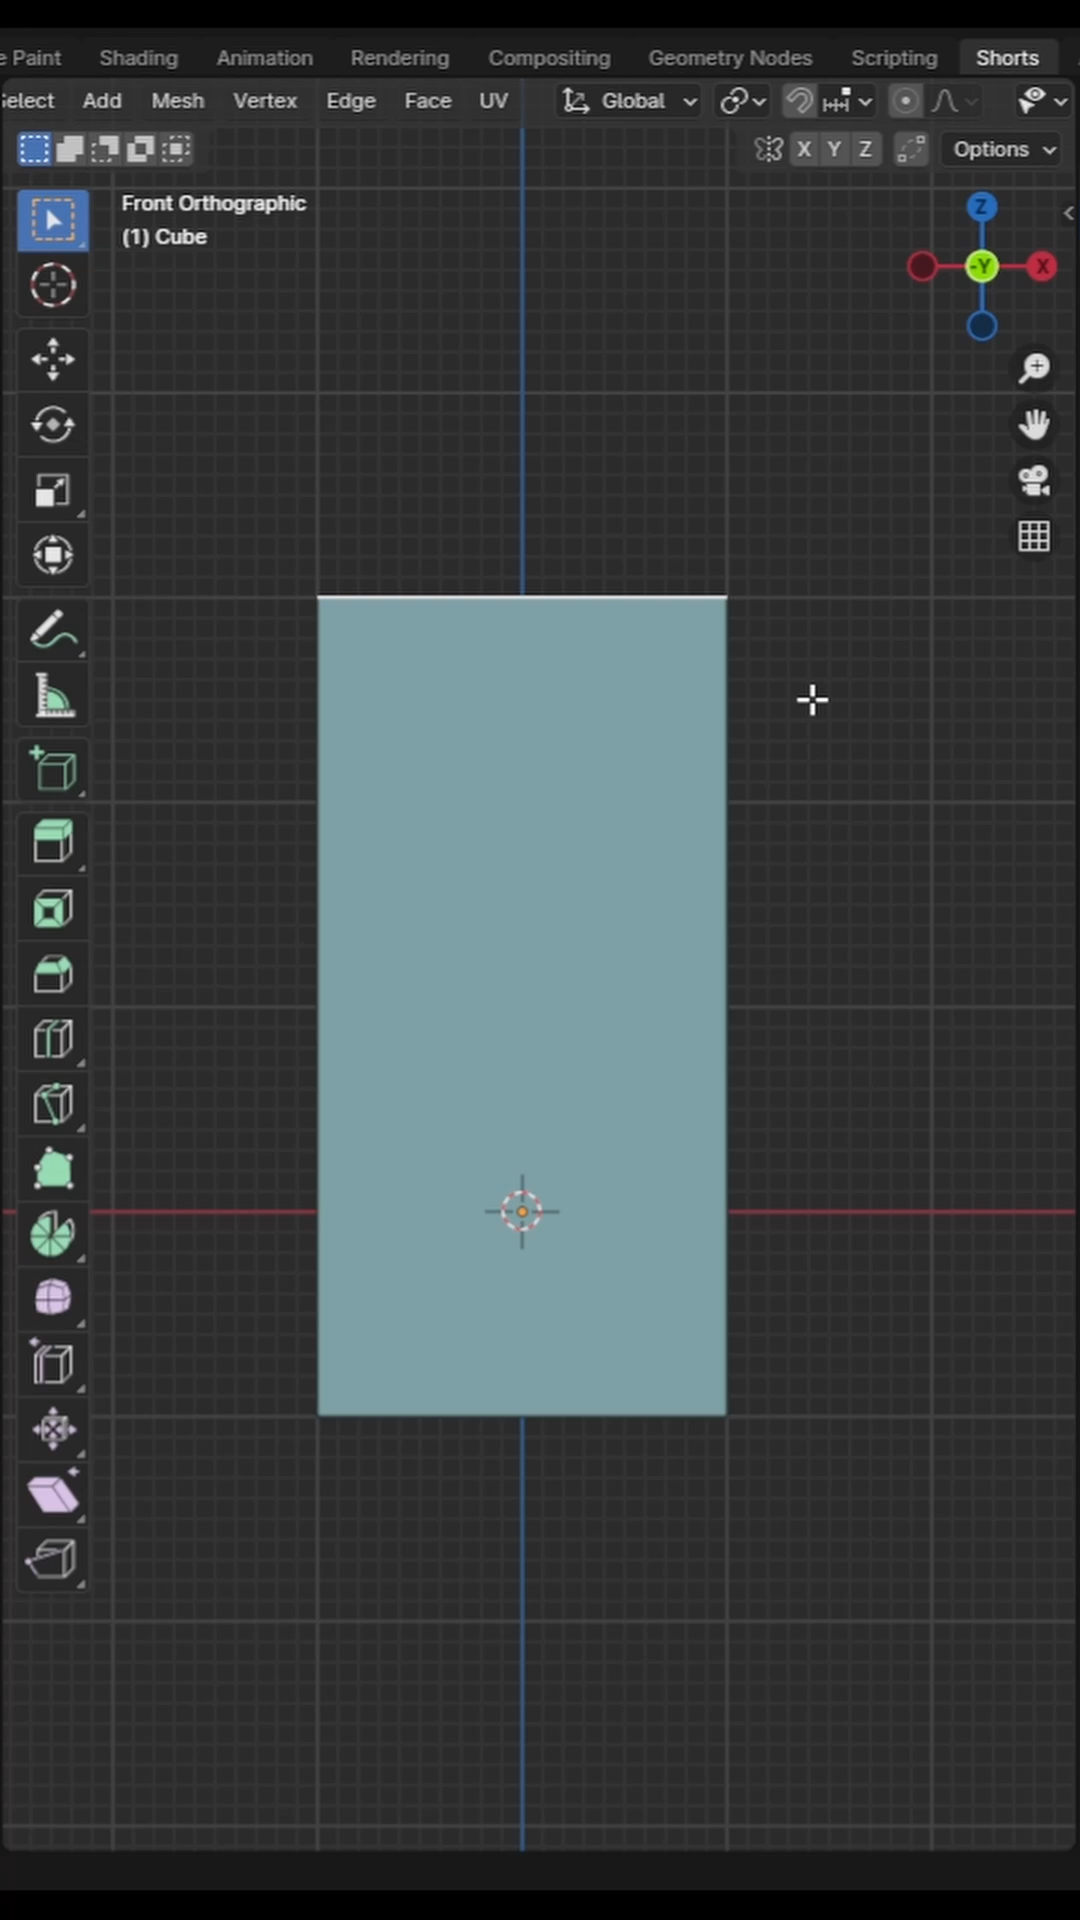 e Paint Shading Animation Rendering Compositing Geometry Nodes Scripting Shorts
Select Add Mesh Vertex Edge Face UV Global
X Y Z Options
Front Orthographic
(1) Cube
Z
-Y X